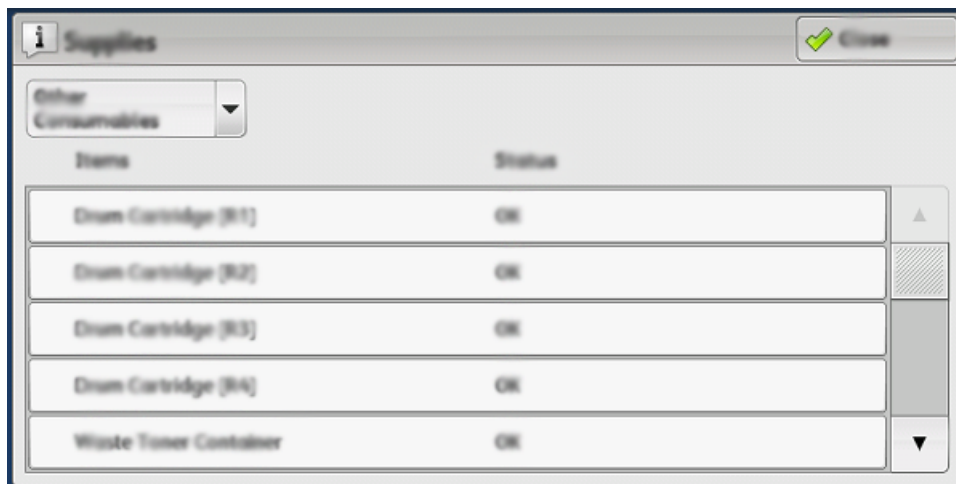 Supplies
Close
Other
Consumables
Items Status
Drum Cartridge [R1] OK
Drum Cartridge [R2] OK
Drum Cartridge [R3] OK
Drum Cartridge [R4] OK
Waste Toner Container OK